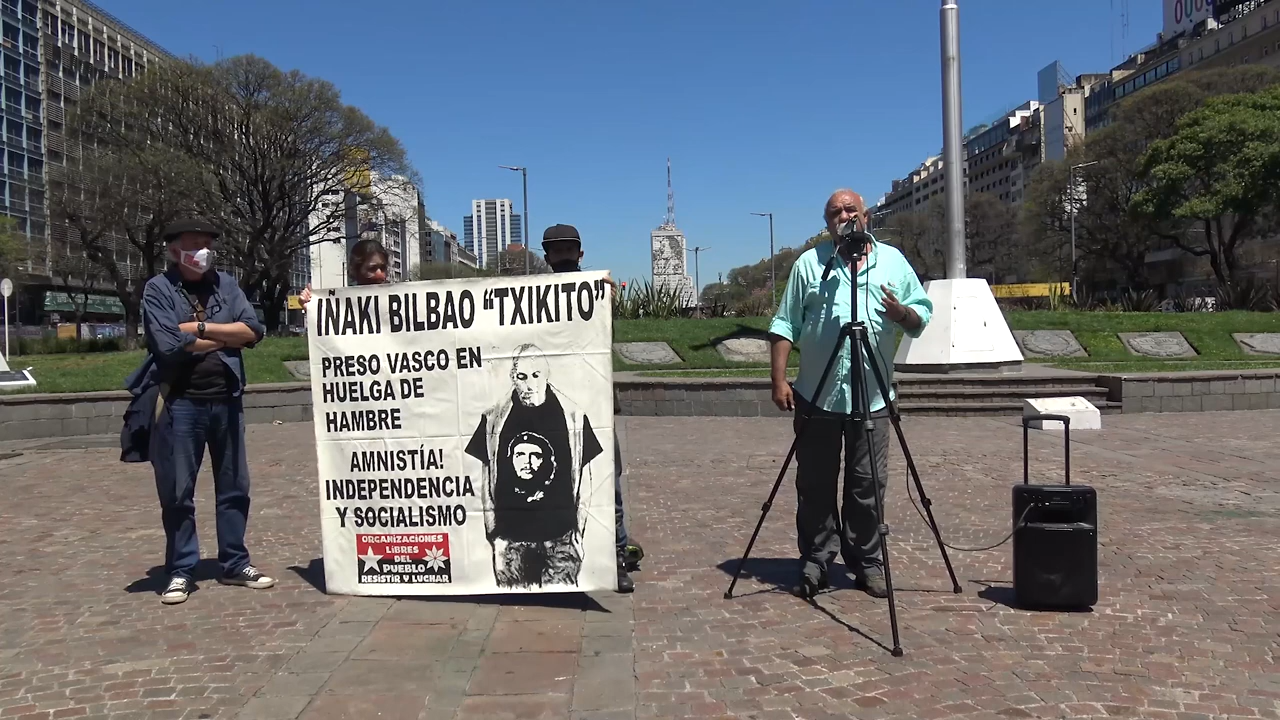 IÑAKI BILBAO "TXIKITO"
PRESO VASCO EN
HUELGA DE
HAMBRE
AMNISTÍA!
INDEPENDENCIA
Y SOCIALISMO
ORGANIZACIONES
LIBRES
DEL
PUEBLO
RESISTIR Y LUCHAR